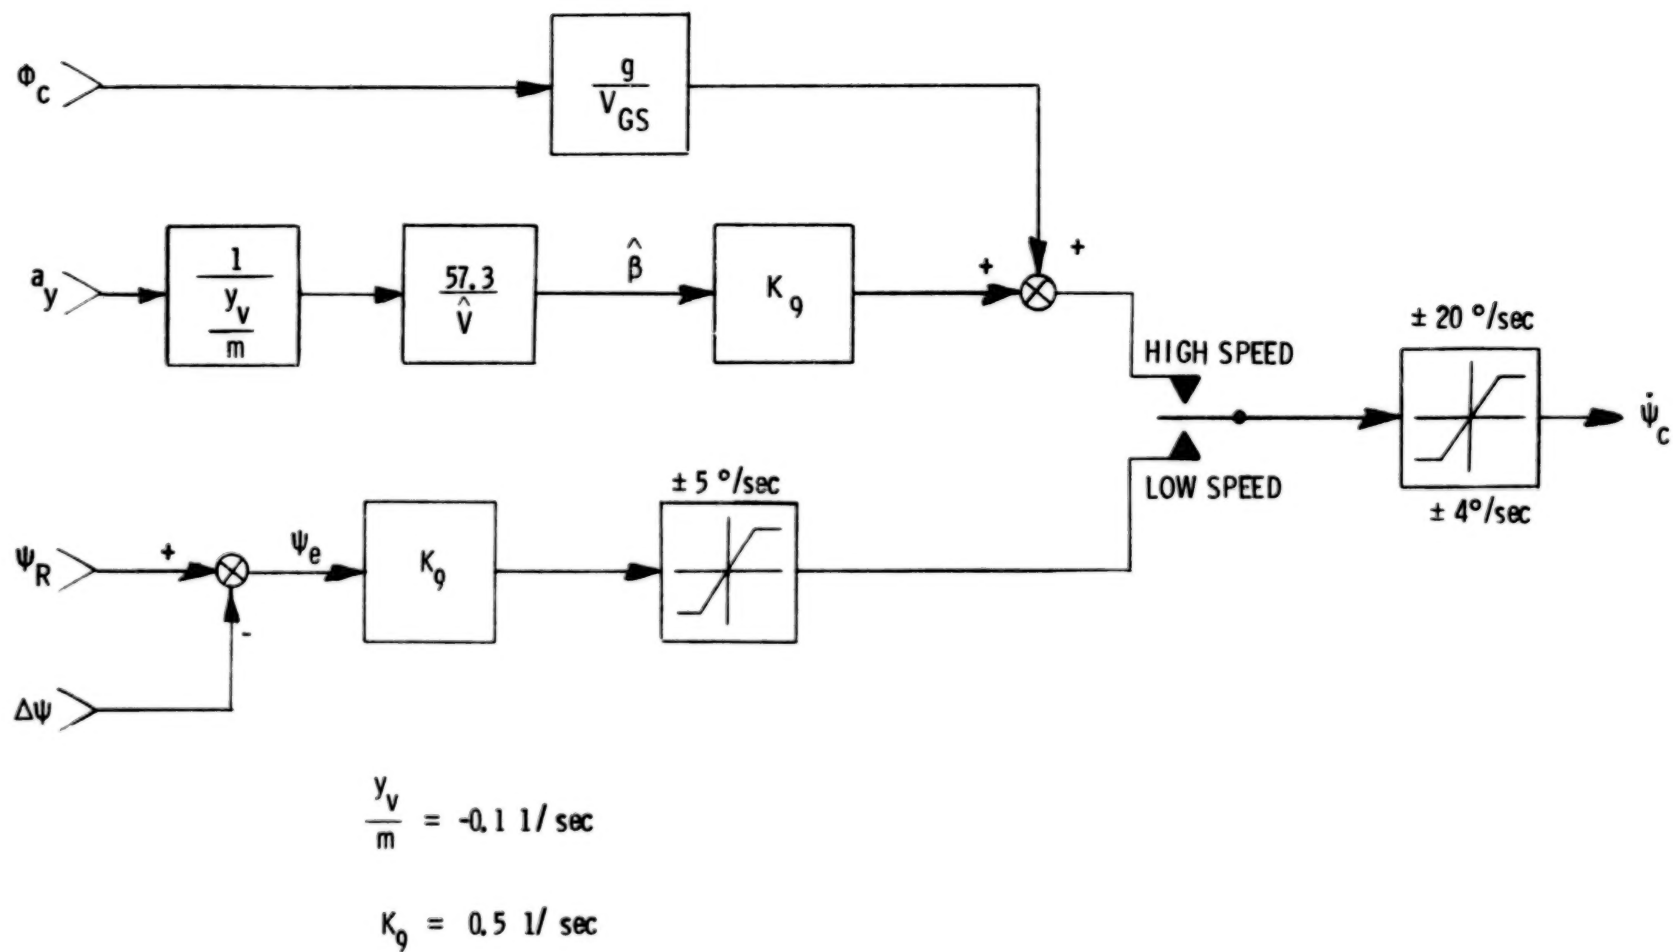 Φc
g
VGS
+
ay
1
yv
m
57.3
V̂
β̂
K9
+
± 20 °/sec
HIGH SPEED
ψ̇c
LOW SPEED
± 4°/sec
± 5 °/sec
ψR
+
ψe
K9
-
Δψ
yv
m = -0.1 1/ sec
K9 = 0.5 1/ sec